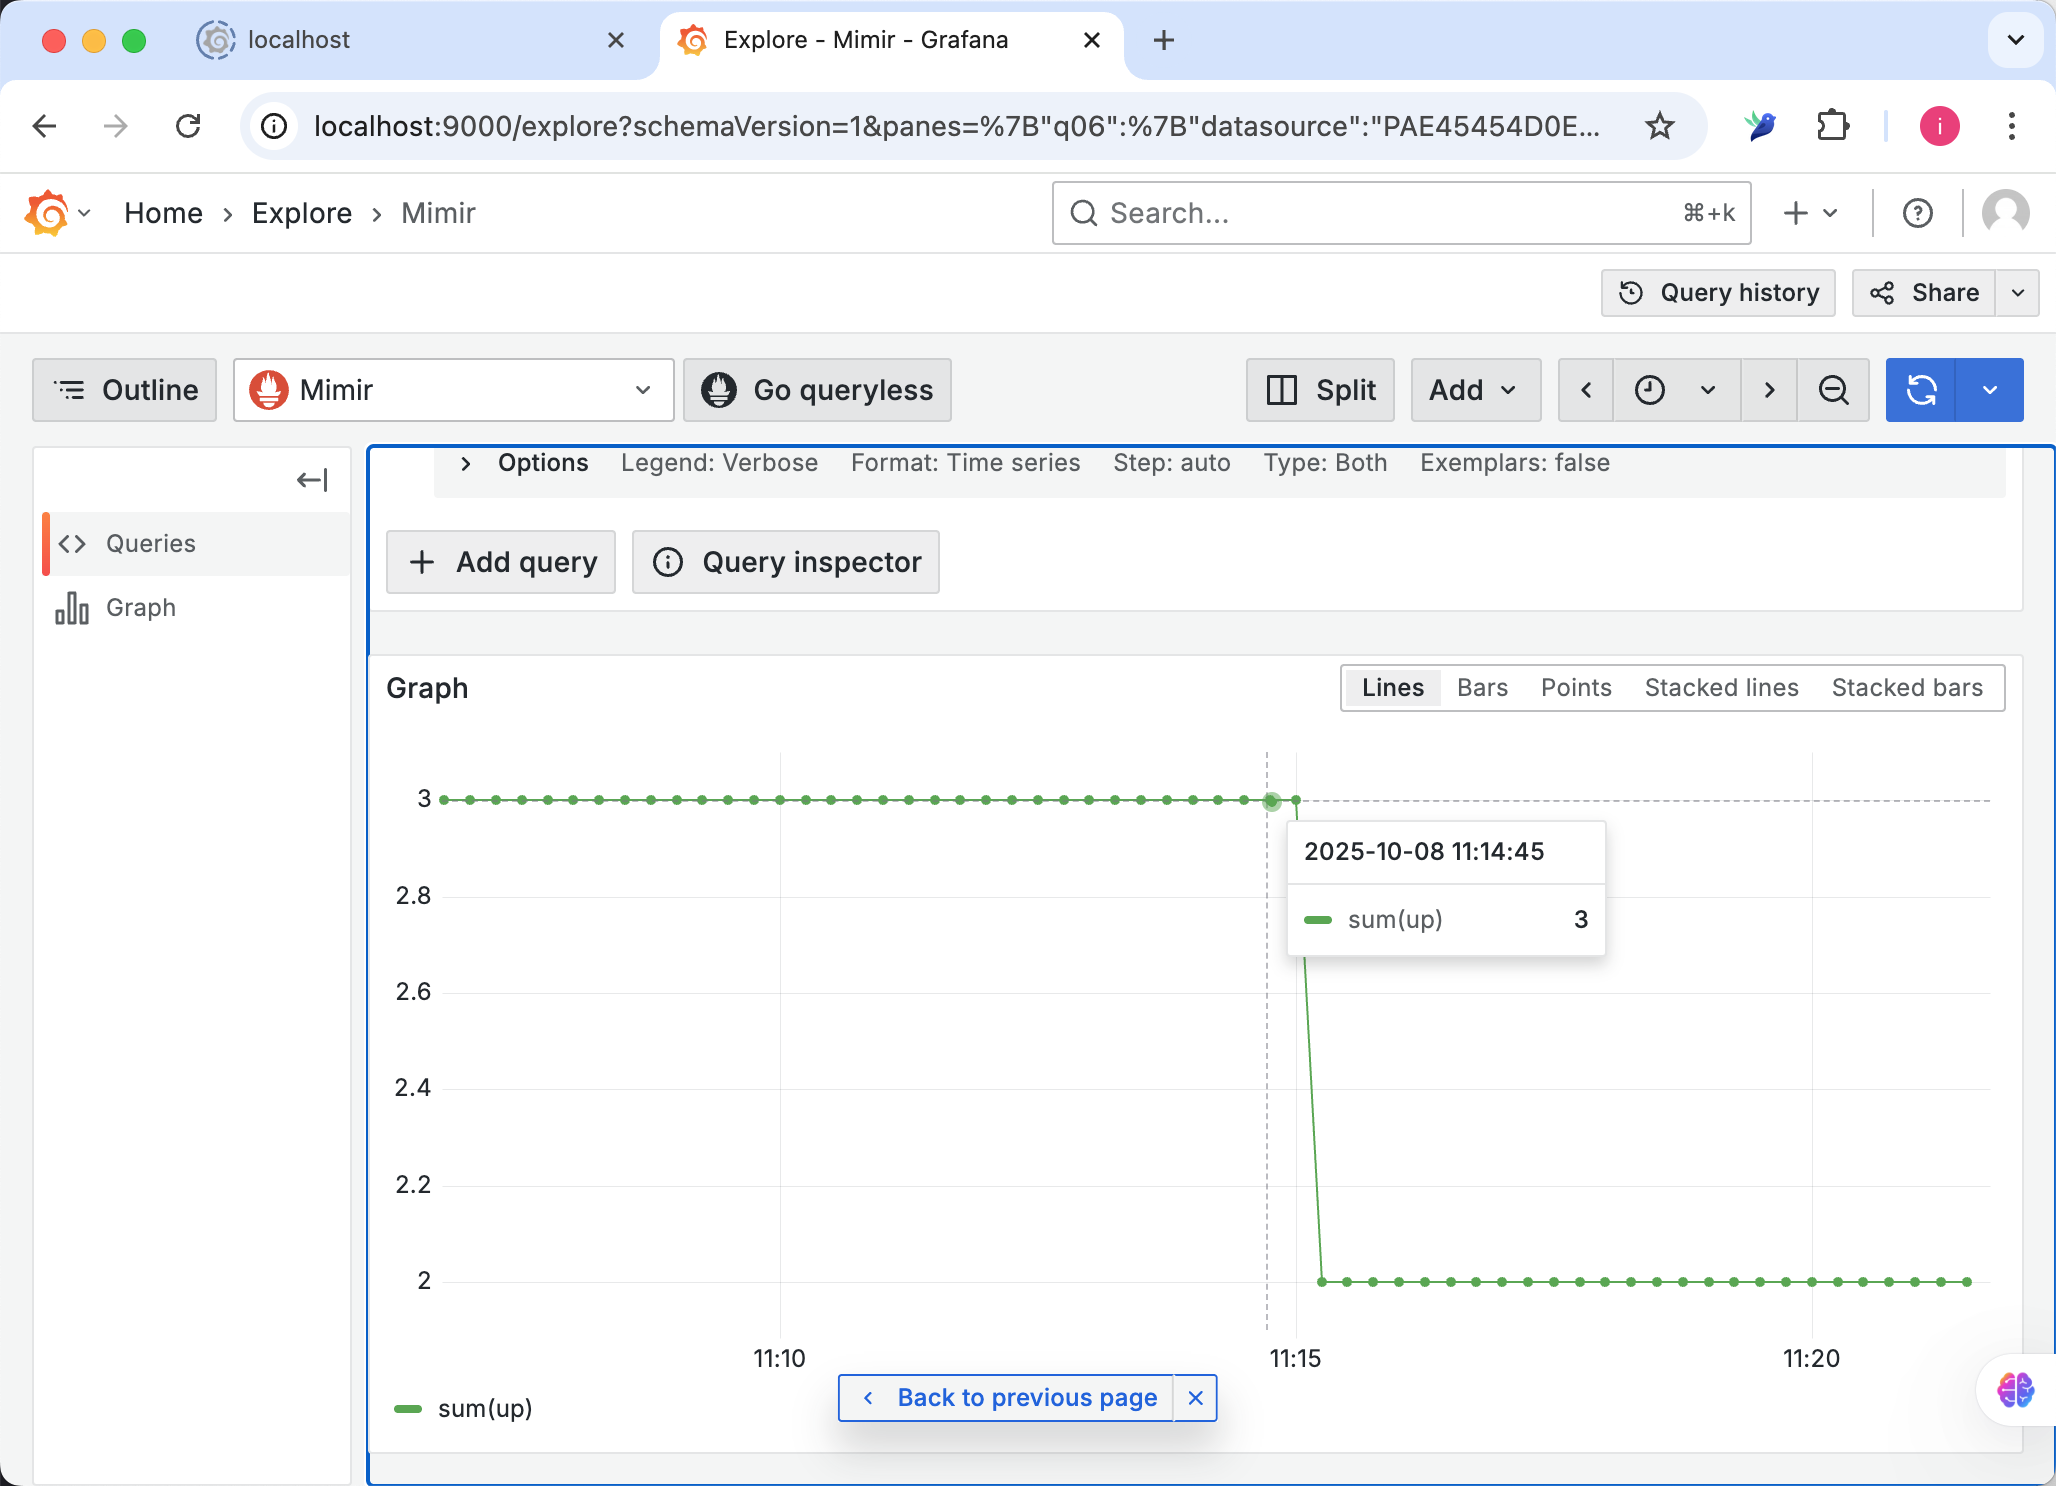 localhost
Explore - Mimir - Grafana
localhost:9000/explore?schemaVersion=1&panes=%7B"q06":%7B"datasource":"PAE45454D0E...
i
Home > Explore > Mimir
Search...
⌘+k
Query history
Share
Outline
Mimir
Go queryless
Split
Add
Queries
Graph
Options Legend: Verbose Format: Time series Step: auto Type: Both Exemplars: false
Add query
Query inspector
Graph
Lines Bars Points Stacked lines Stacked bars
3
2.8
2.6
2.4
2.2
2
2025-10-08 11:14:45
sum(up) 3
11:10 11:15 11:20
Back to previous page
sum(up)